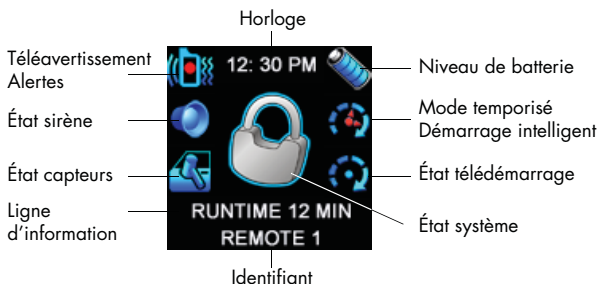 Horloge
Téléavertissement
Alertes
12: 30 PM
Niveau de batterie
État sirène
Mode temporisé
Démarrage intelligent
État capteurs
État télédémarrage
Ligne
d'information
RUNTIME 12 MIN
État système
REMOTE 1
Identifiant